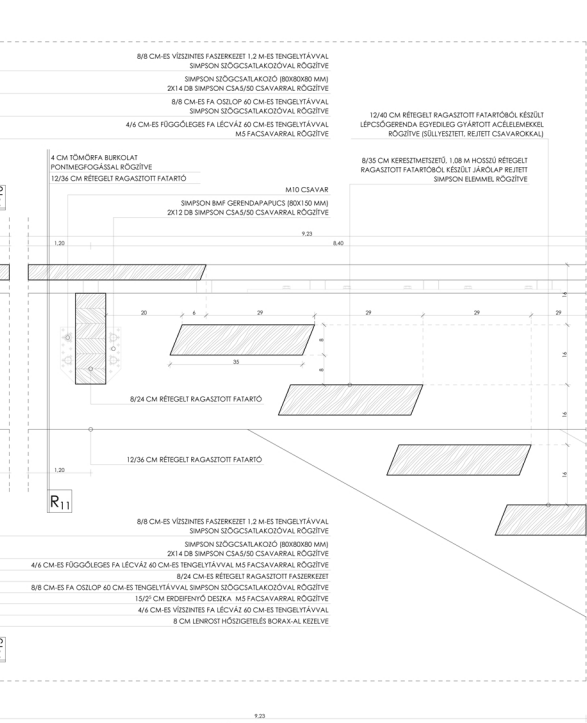 8/8 CM-ES VÍZSZINTES FASZERKEZET 1,2 M-ES TENGELYTÁVVAL
SIMPSON SZÖGCSATLAKOZÓVAL RÖGZÍTVE
SIMPSON SZÖGCSATLAKOZÓ (80X80X80 MM)
2X14 DB SIMPSON CSA5/50 CSAVARRAL RÖGZÍTVE
8/8 CM-ES FA OSZLOP 60 CM-ES TENGELYTÁVVAL
SIMPSON SZÖGCSATLAKOZÓVAL RÖGZÍTVE
4/6 CM-ES FÜGGŐLEGES FA LÉCVÁZ 60 CM-ES TENGELYTÁVVAL
M5 FACSAVARRAL RÖGZÍTVE
12/40 CM RÉTEGELT RAGASZTOTT FATARTÓBÓL KÉSZÜLT
LÉPCSŐGERENDA EGYEDILEG GYÁRTOTT ACÉLELEMEKKEL
RÖGZÍTVE (SÜLLYESZTETT, REJTETT CSAVAROKKAL)
4 CM TÖMÖRFA BURKOLAT
PONTMEGFOGÁSSAL RÖGZÍTVE
12/36 CM RÉTEGELT RAGASZTOTT FATARTÓ
8/35 CM KERESZTMETSZETŰ, 1,08 M HOSSZÚ RÉTEGELT
RAGASZTOTT FATARTÓBÓL KÉSZÜLT JÁRÓLAP REJTETT
SIMPSON ELEMMEL RÖGZÍTVE
M10 CSAVAR
SIMPSON BMF GERENDAPAPUCS (80X150 MM)
2X12 DB SIMPSON CSA5/50 CSAVARRAL RÖGZÍTVE
9,23
1,20
8,40
16
20
6
29
29
29
29
8
35
8
16
8/24 CM RÉTEGELT RAGASZTOTT FATARTÓ
12/36 CM RÉTEGELT RAGASZTOTT FATARTÓ
1,20
16
R11
8/8 CM-ES VÍZSZINTES FASZERKEZET 1,2 M-ES TENGELYTÁVVAL
SIMPSON SZÖGCSATLAKOZÓVAL RÖGZÍTVE
SIMPSON SZÖGCSATLAKOZÓ (80X80X80 MM)
2X14 DB SIMPSON CSA5/50 CSAVARRAL RÖGZÍTVE
4/6 CM-ES FÜGGŐLEGES FA LÉCVÁZ 60 CM-ES TENGELYTÁVVAL M5 FACSAVARRAL RÖGZÍTVE
8/24 CM-ES RÉTEGELT RAGASZTOTT FASZERKEZET
8/8 CM-ES FA OSZLOP 60 CM-ES TENGELYTÁVVAL SIMPSON SZÖGCSATLAKOZÓVAL RÖGZÍTVE
15/2⁵ CM ERDEIFENYŐ DESZKA M5 FACSAVARRAL RÖGZÍTVE
4/6 CM-ES VÍZSZINTES FA LÉCVÁZ 60 CM-ES TENGELYTÁVVAL
8 CM LENROST HŐSZIGETELÉS BORAX-AL KEZELVE
9,23